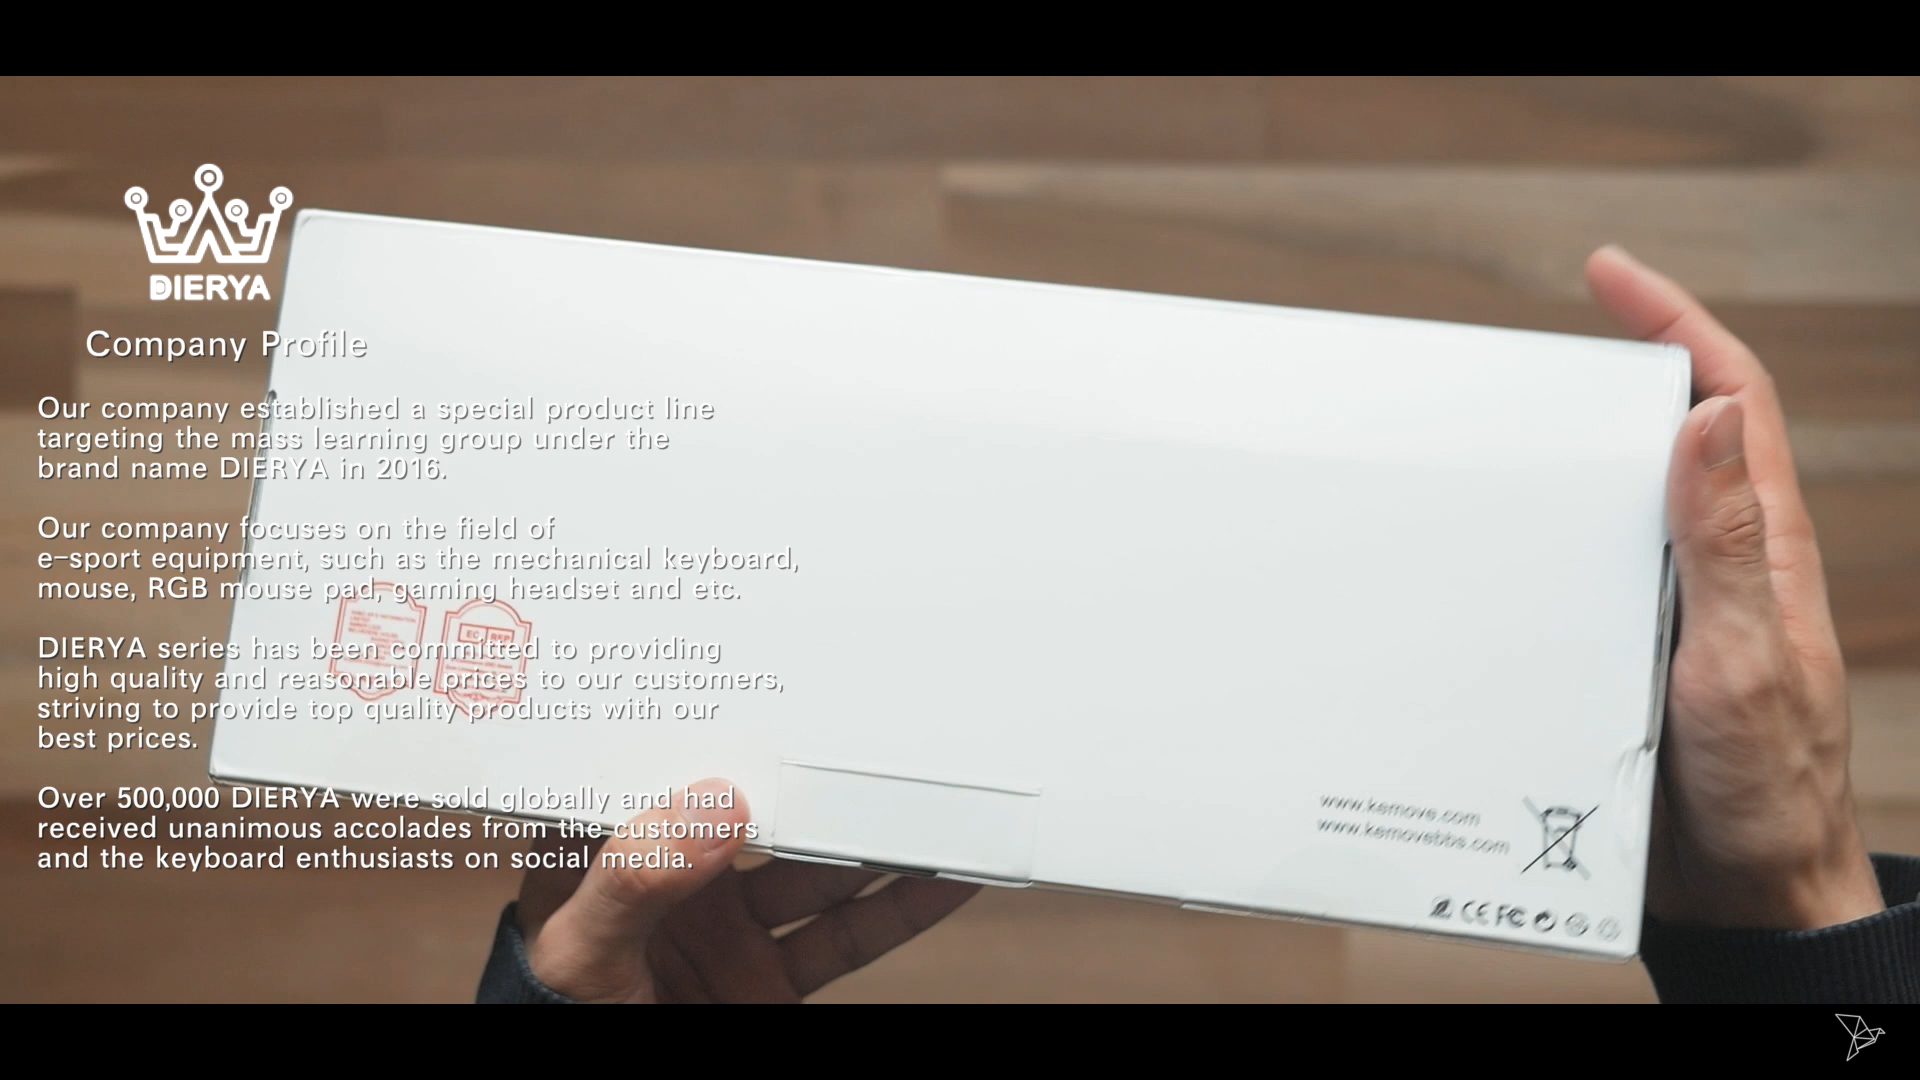 DIERYA
Company Profile
Our company established a special product line
targeting the mass learning group under the
brand name DIERYA in 2016.
Our company focuses on the field of
e-sport equipment, such as the mechanical keyboard,
mouse, RGB mouse pad, gaming headset and etc.
DIERYA series has been committed to providing
high quality and reasonable prices to our customers,
striving to provide top quality products with our
best prices.
Over 500,000 DIERYA were sold globally and had
received unanimous accolades from the customers
and the keyboard enthusiasts on social media.
EC REP
www.kemove.com
www.kemovebbs.com
CE FC